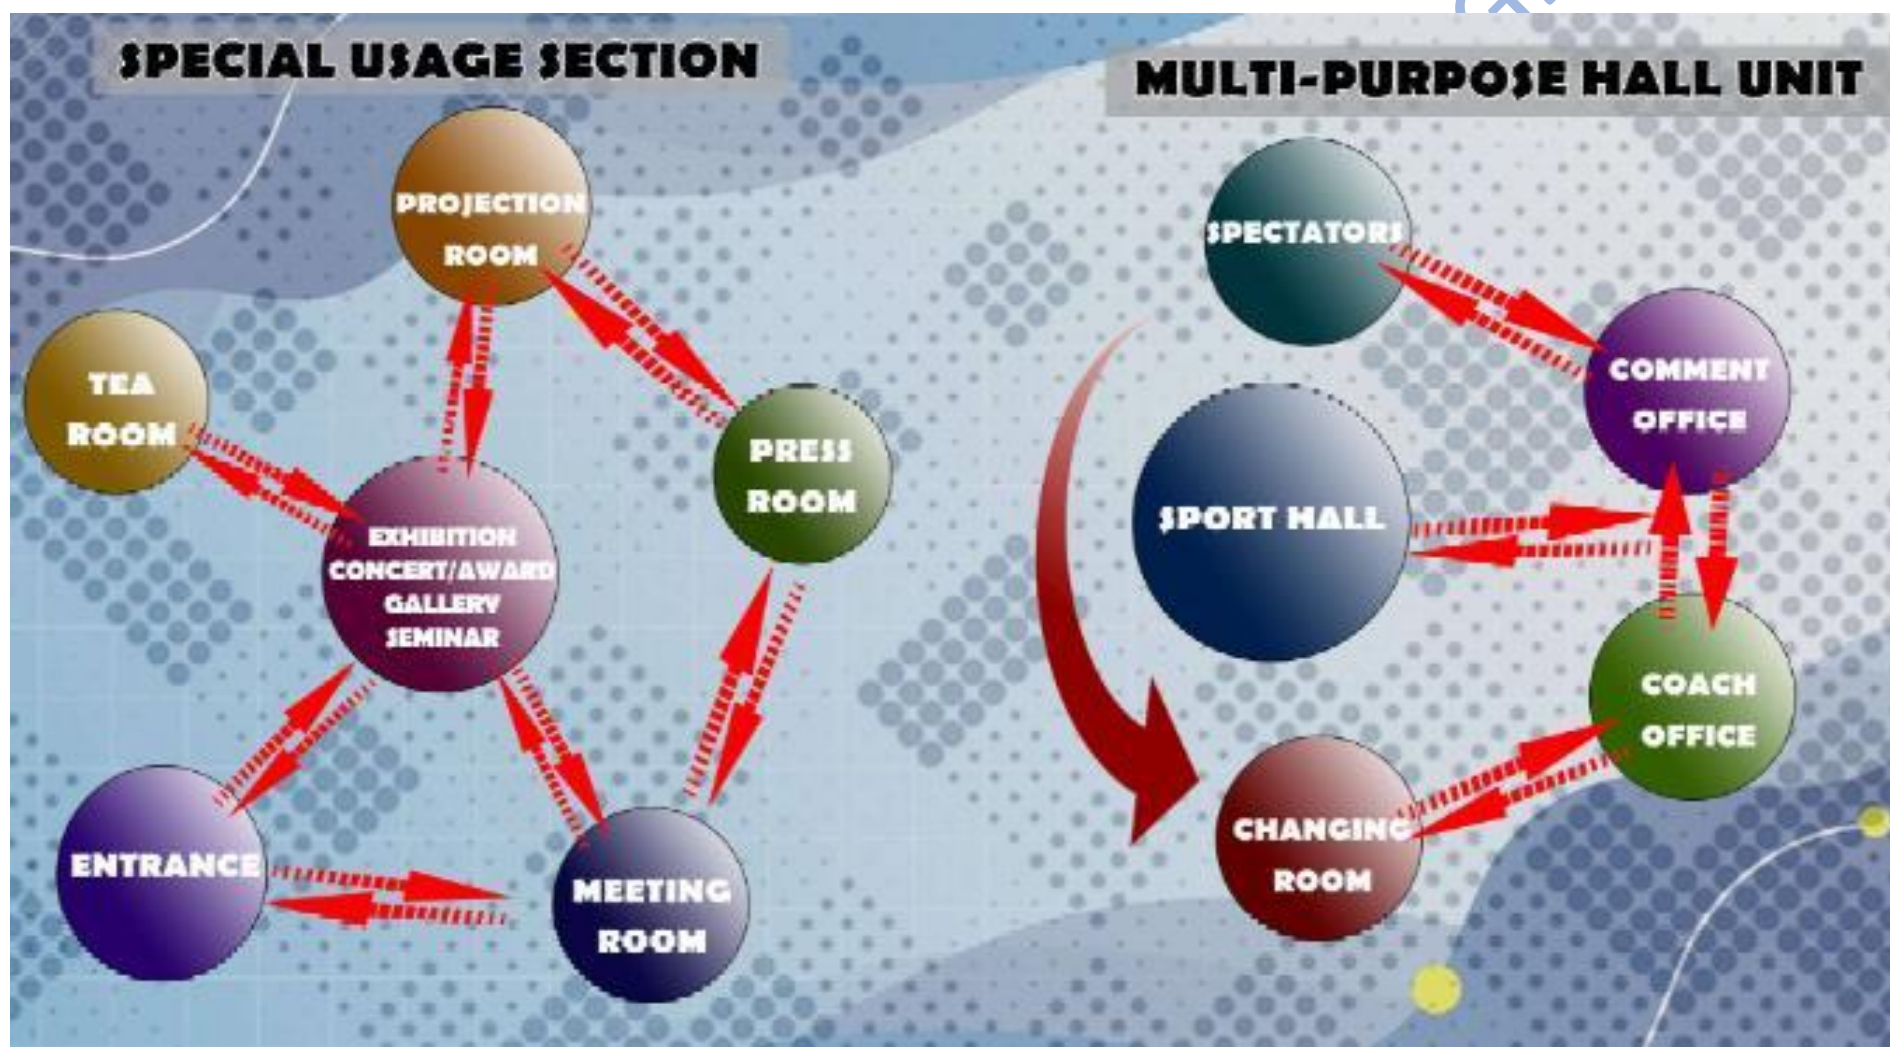 SPECIAL USAGE SECTION
PROJECTION
ROOM
TEA
ROOM
PRESS
ROOM
EXHIBITION
CONCERT/AWARD
GALLERY
SEMINAR
ENTRANCE
MEETING
ROOM
MULTI-PURPOSE HALL UNIT
SPECTATORS
COMMENT
OFFICE
SPORT HALL
COACH
OFFICE
CHANGING
ROOM